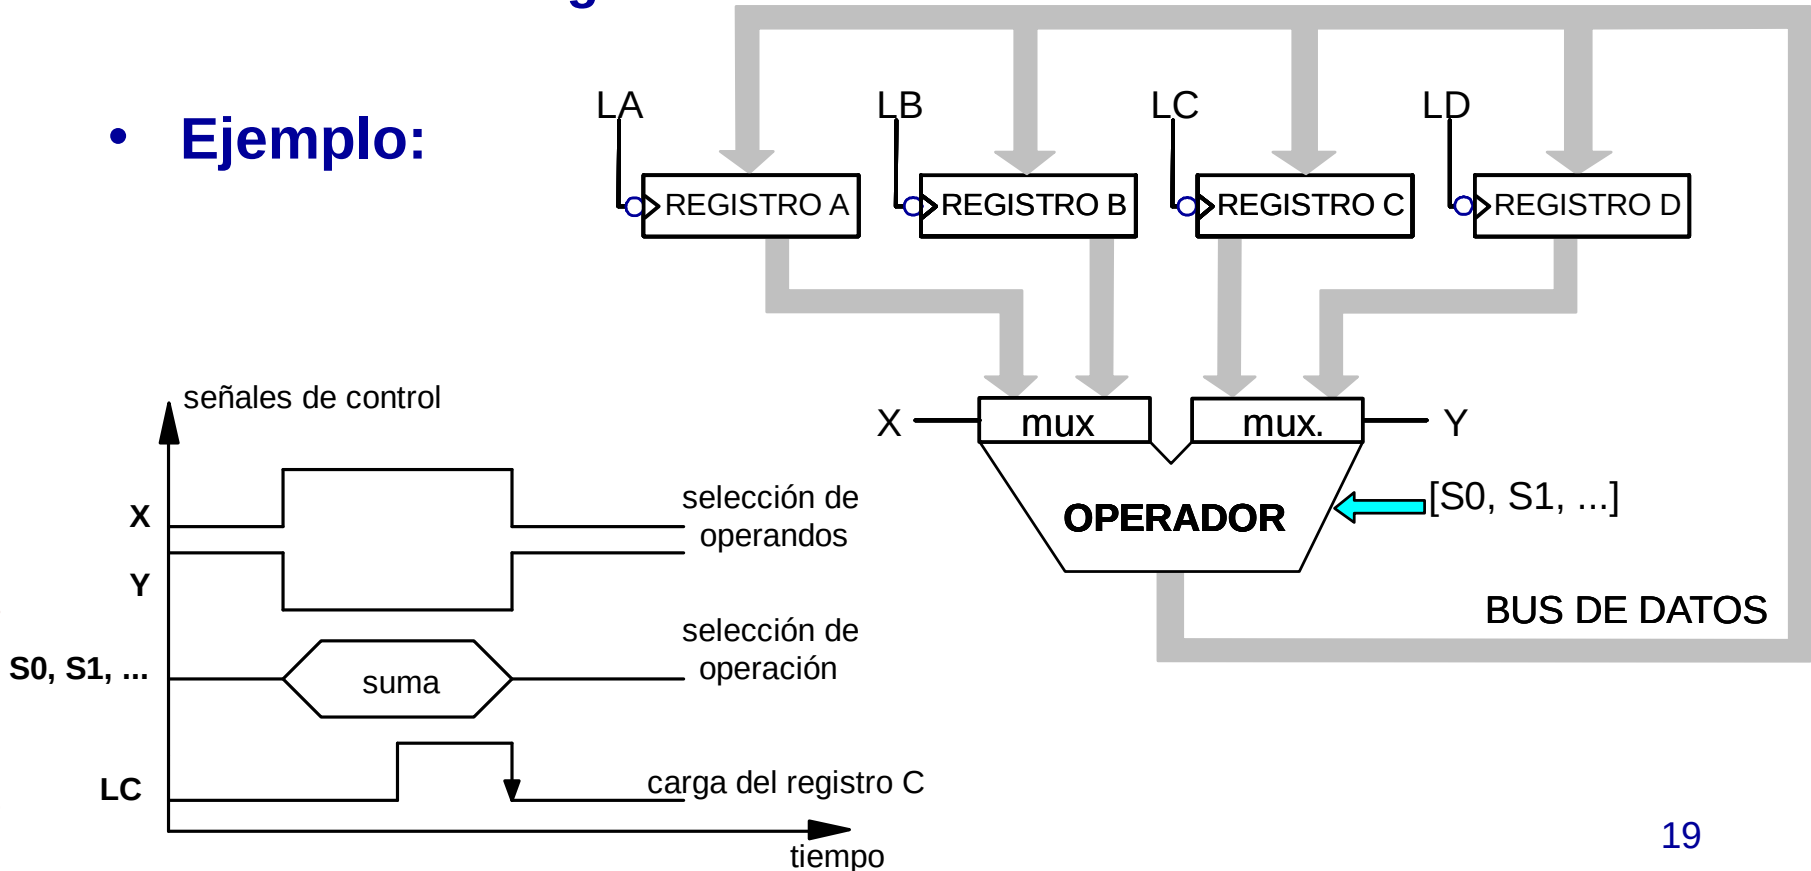 • Ejemplo:
LA LB LC LD
REGISTRO A REGISTRO B REGISTRO C REGISTRO D
X mux mux. Y
OPERADOR
[S0, S1, ...]
BUS DE DATOS
señales de control
X
selección de
operandos
Y
selección de
operación
S0, S1, ...
suma
LC
carga del registro C
tiempo
19